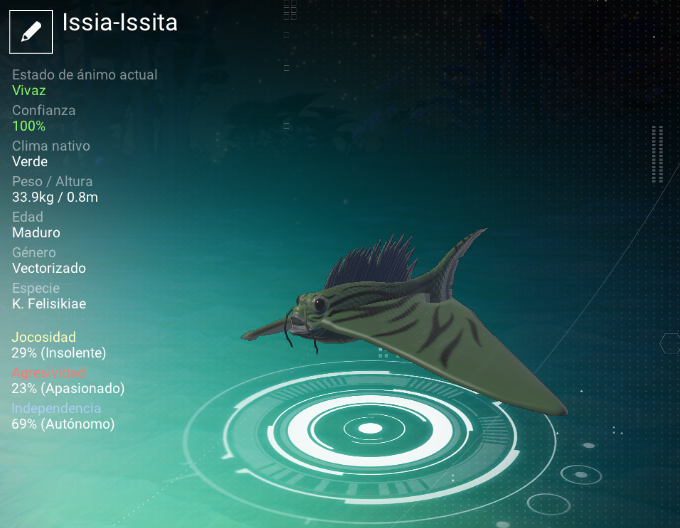 Issia-Issita
Estado de ánimo actual
Vivaz
Confianza
100%
Clima nativo
Verde
Peso / Altura
33.9kg / 0.8m
Edad
Maduro
Género
Vectorizado
Especie
K. Felisikiae
Jocosidad
29% (Insolente)
Agresividad
23% (Apasionado)
Independencia
69% (Autónomo)